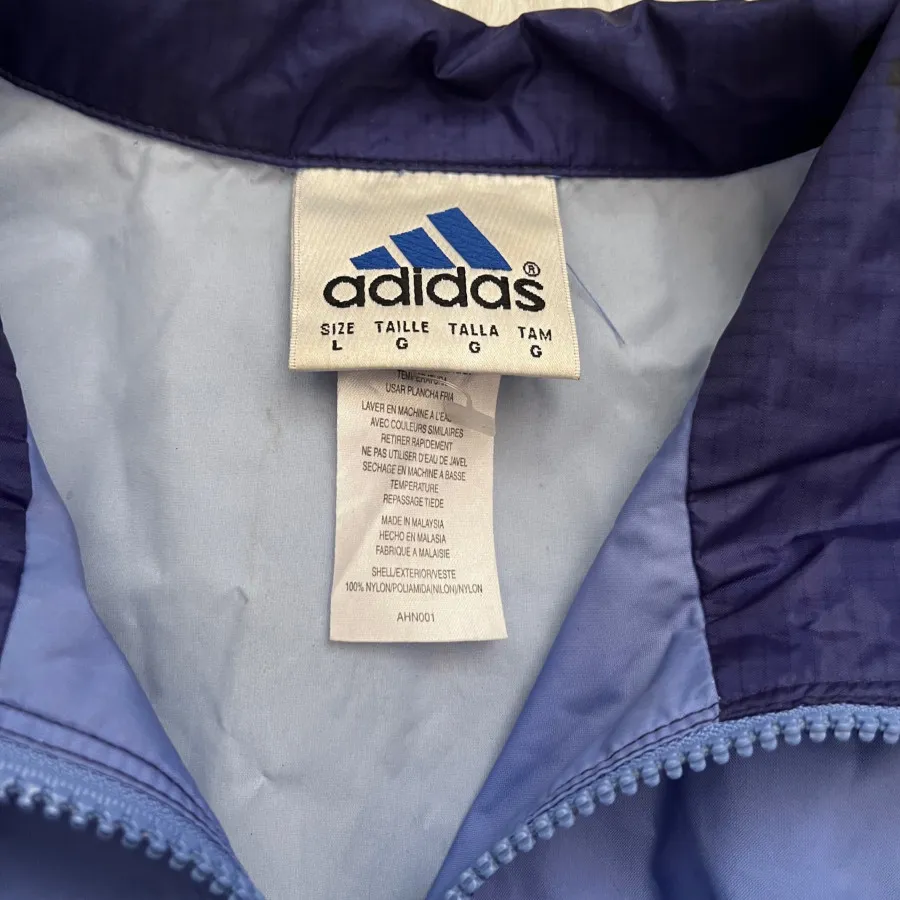 adidas®
SIZE TAILLE TALLA TAM
L G G G
USAR PLANCHA FRIA
LAVER EN MACHINE A
AVEC COULEURS SIMILAIRES
RETIRER RAPIDEMENT
NE PAS UTILISER D'EAU DE JAVEL
SECHAGE EN MACHINE A BASSE
TEMPERATURE
REPASSAGE TIEDE
MADE IN MALAYSIA
HECHO EN MALASIA
FABRIQUE A MALAISIE
SHELL/EXTERIOR/VESTE
100% NYLON/POLIAMIDA(NILON)/NYLON
AHN001